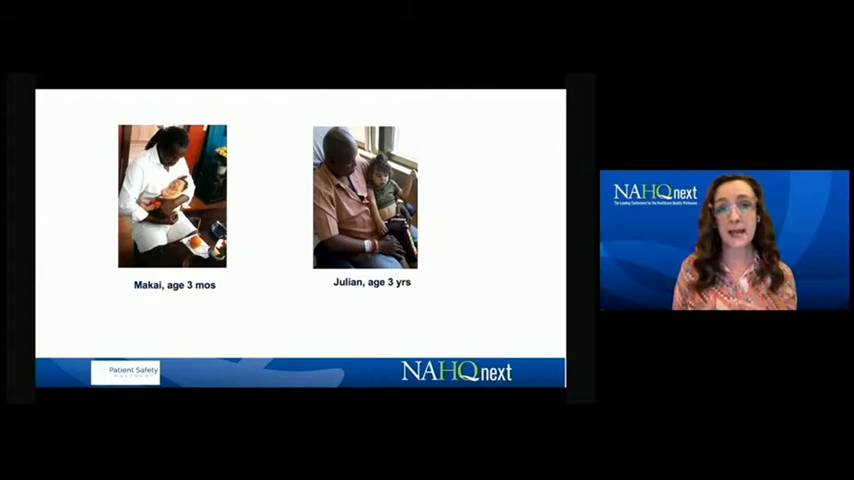 Makai, age 3 mos
Julian, age 3 yrs
Patient Safety
MOVEMENT
NAHQnext
NAHQnext
The Leading Conference for the Healthcare Quality Profession